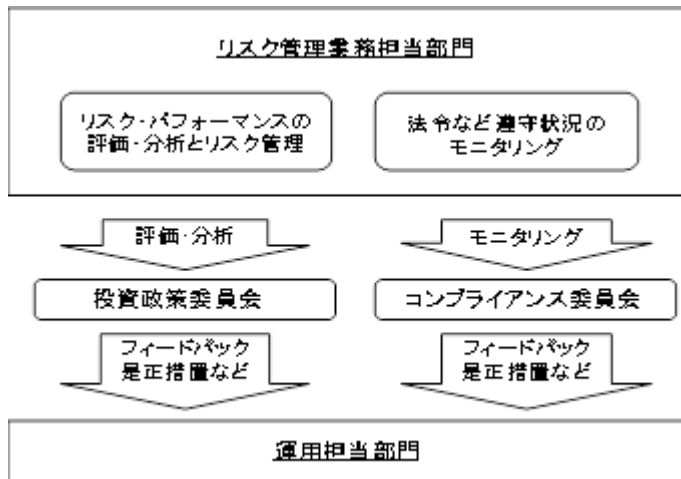 リスク管理業務担当部門
リスク・パフォーマンスの
評価・分析とリスク管理
法令など遵守状況の
モニタリング
評価・分析
モニタリング
投資政策委員会
コンプライアンス委員会
フィードバック
是正措置など
フィードバック
是正措置など
運用担当部門